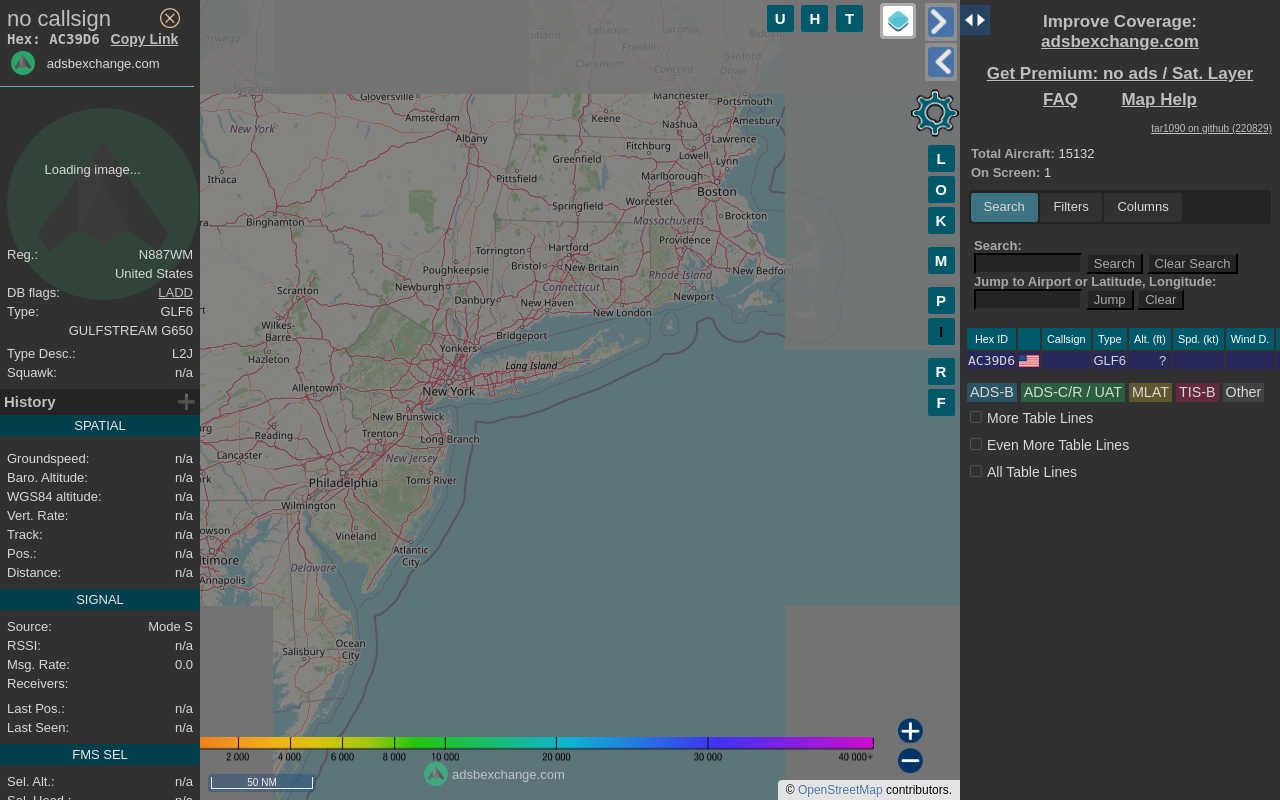 no callsign
Hex: AC39D6 Copy Link
adsbexchange.com
Loading image...
Reg.: N887WM
United States
DB flags: LADD
Type: GLF6
GULFSTREAM G650
Type Desc.: L2J
Squawk: n/a
History
SPATIAL
Groundspeed: n/a
Baro. Altitude: n/a
WGS84 altitude: n/a
Vert. Rate: n/a
Track: n/a
Pos.: n/a
Distance: n/a
SIGNAL
Source: Mode S
RSSI: n/a
Msg. Rate: 0.0
Receivers:
Last Pos.: n/a
Last Seen: n/a
FMS SEL
Sel. Alt.: n/a
Sel. Head.: n/a
U H T
L
O
K
M
P
I
R
F
Oswego
Lebanon
Laconia
Franklin
Sanford
Claremont
Concord
Dover
Syracuse
Gloversville
Manchester
Portsmouth
Amsterdam
Keene
Nashua
Amesbury
New York
Albany
Fitchburg
Lawrence
Greenfield
Lowell
Lynn
Ithaca
Pittsfield
Marlborough
Boston
Springfield
Worcester
Binghamton
Massachusetts
Brockton
Torrington
Hartford
Providence
Poughkeepsie
Bristol
New Britain
New Bedford
Scranton
Newburgh
Connecticut
Rhode Island
Danbury
New Haven
Newport
New London
Wilkes-
Barre
Bridgeport
Hazleton
Yonkers
Long Island
Allentown
New York
New Brunswick
Reading
Trenton
Long Branch
Lancaster
New Jersey
Philadelphia
Toms River
Wilmington
Vineland
Atlantic
City
Delaware
Annapolis
Ocean
City
Salisbury
2 000 4 000 6 000 8 000 10 000 20 000 30 000 40 000+
adsbexchange.com
50 NM
© OpenStreetMap contributors.
Improve Coverage:
adsbexchange.com
Get Premium: no ads / Sat. Layer
FAQ Map Help
tar1090 on github (220829)
Total Aircraft: 15132
On Screen: 1
Search Filters Columns
Search:
Search Clear Search
Jump to Airport or Latitude, Longitude:
Jump Clear
Hex ID Callsign Type Alt. (ft) Spd. (kt) Wind D.
AC39D6 GLF6 ?
ADS-B ADS-C/R / UAT MLAT TIS-B Other
More Table Lines
Even More Table Lines
All Table Lines